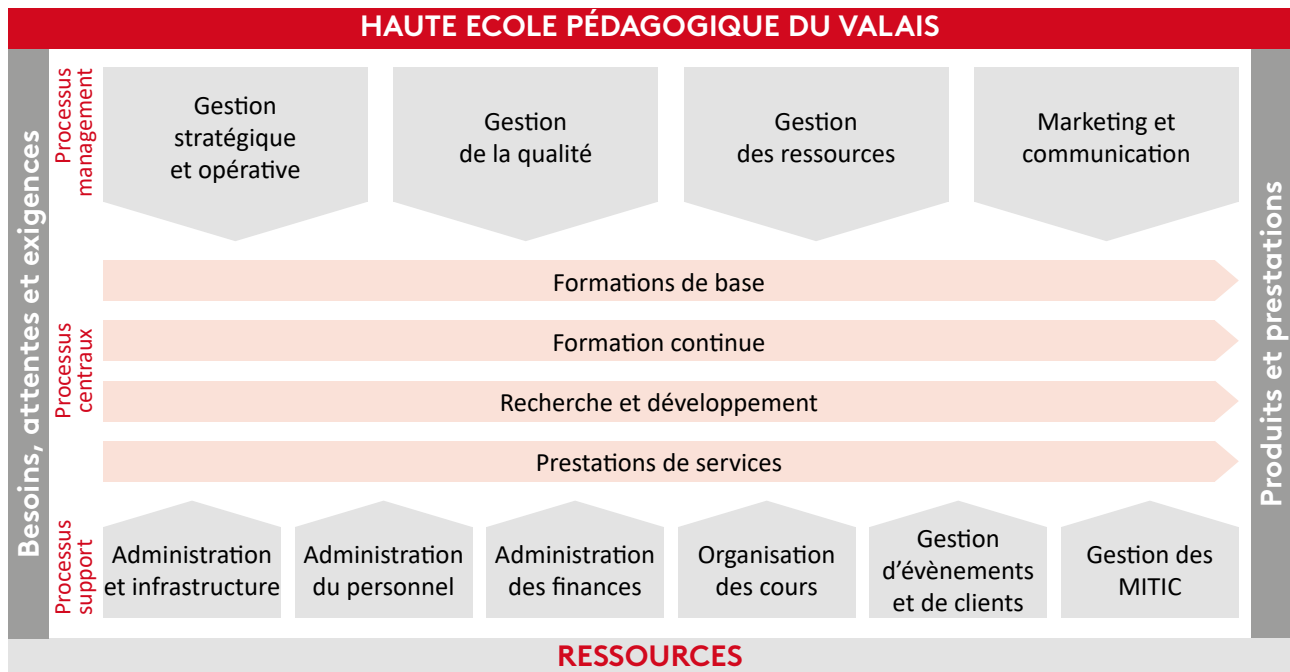 HAUTE ECOLE PÉDAGOGIQUE DU VALAIS
Besoins, attentes et exigences
Processus
management
Gestion
stratégique
et opérative
Gestion
de la qualité
Gestion
des ressources
Marketing et
communication
Processus
centraux
Formations de base
Formation continue
Recherche et développement
Prestations de services
Processus
support
Administration
et infrastructure
Administration
du personnel
Administration
des finances
Organisation
des cours
Gestion
d’évènements
et de clients
Gestion des
MITIC
Produits et prestations
RESSOURCES